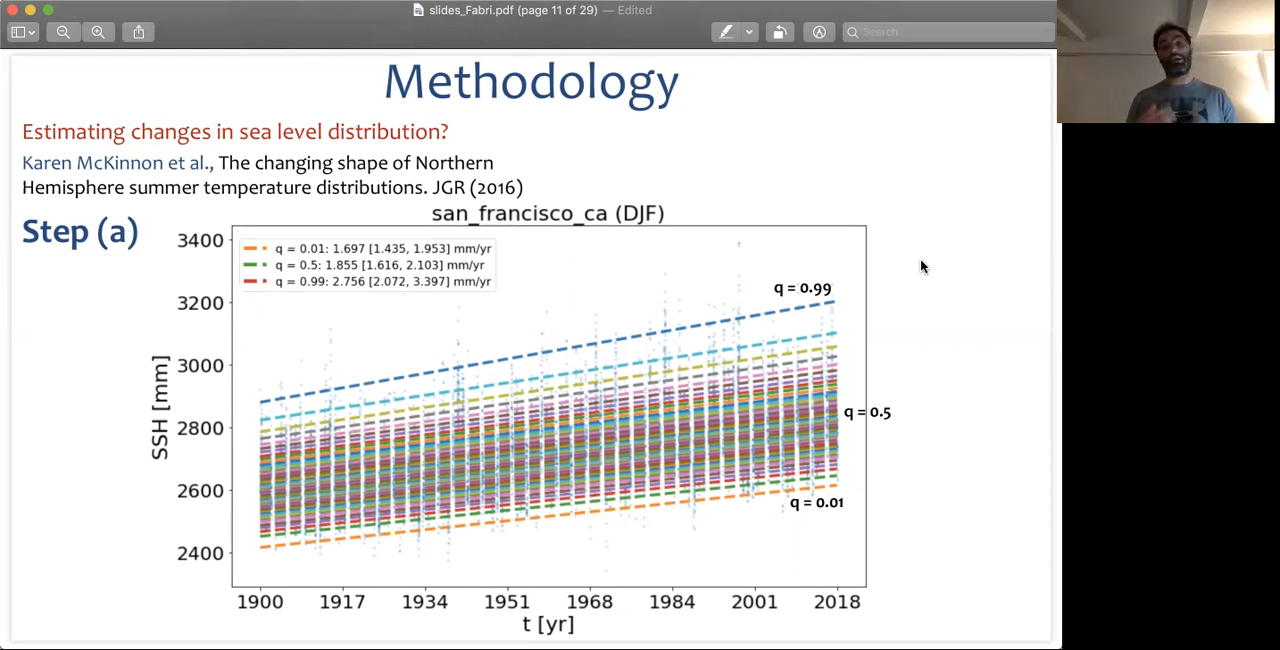 slides_Fabri.pdf (page 11 of 29) — Edited
Search
Methodology
Estimating changes in sea level distribution?
Karen McKinnon et al., The changing shape of Northern
Hemisphere summer temperature distributions. JGR (2016)
Step (a)
san_francisco_ca (DJF)
q = 0.01: 1.697 [1.435, 1.953] mm/yr
q = 0.5: 1.855 [1.616, 2.103] mm/yr
q = 0.99: 2.756 [2.072, 3.397] mm/yr
3400
3200
3000
2800
2600
2400
SSH [mm]
q = 0.99
q = 0.5
q = 0.01
1900 1917 1934 1951 1968 1984 2001 2018
t [yr]